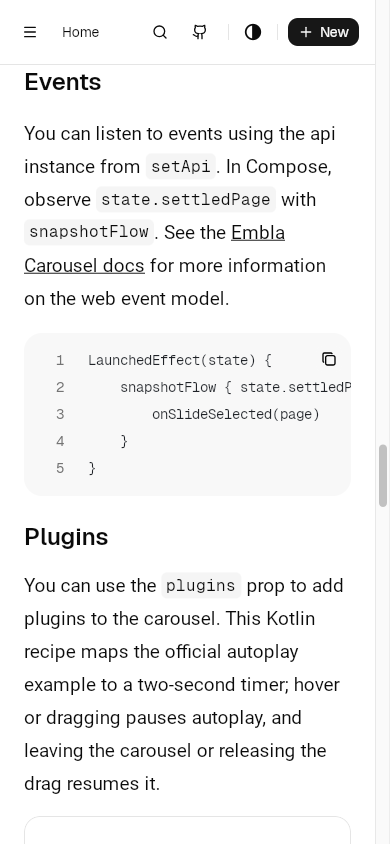 Home
New
Events
You can listen to events using the api
instance from setApi. In Compose,
observe state.settledPage with
snapshotFlow. See the Embla
Carousel docs for more information
on the web event model.
1 LaunchedEffect(state) {
2 snapshotFlow { state.settledP
3 onSlideSelected(page)
4 }
5 }
Plugins
You can use the plugins prop to add
plugins to the carousel. This Kotlin
recipe maps the official autoplay
example to a two-second timer; hover
or dragging pauses autoplay, and
leaving the carousel or releasing the
drag resumes it.